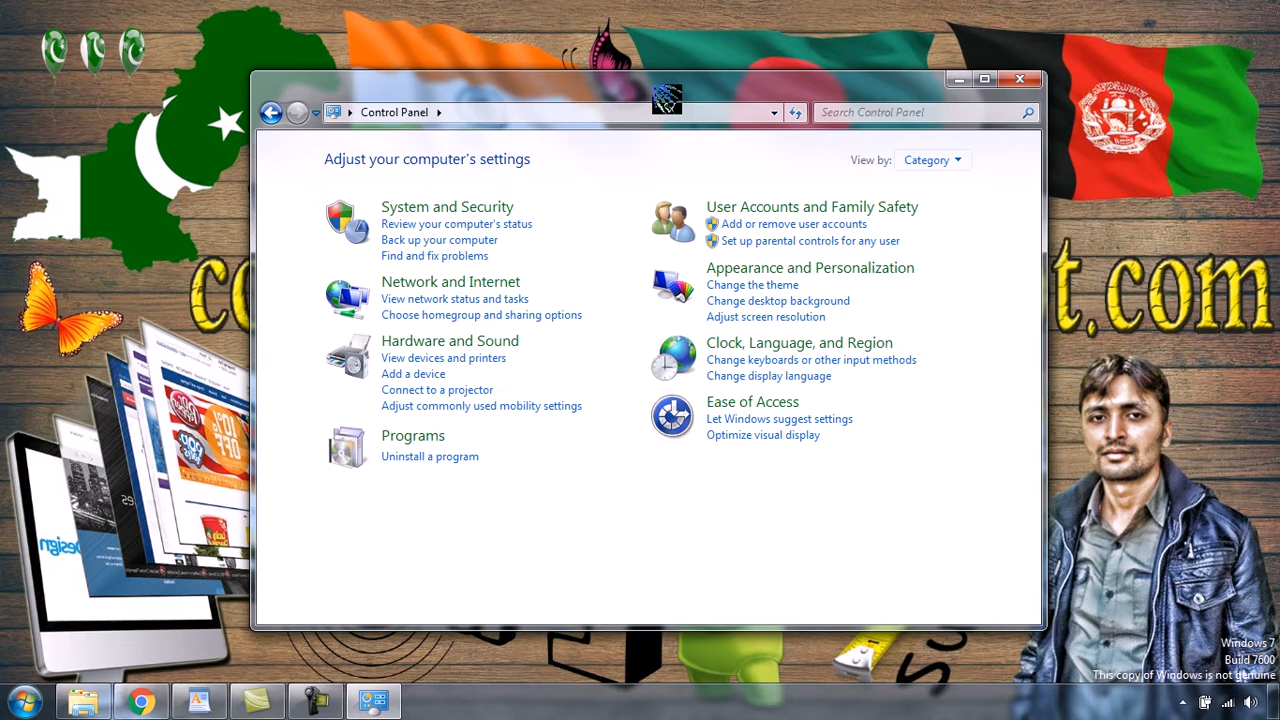 Control Panel
Search Control Panel
Adjust your computer's settings
View by: Category
System and Security
Review your computer's status
Back up your computer
Find and fix problems
Network and Internet
View network status and tasks
Choose homegroup and sharing options
Hardware and Sound
View devices and printers
Add a device
Connect to a projector
Adjust commonly used mobility settings
Programs
Uninstall a program
User Accounts and Family Safety
Add or remove user accounts
Set up parental controls for any user
Appearance and Personalization
Change the theme
Change desktop background
Adjust screen resolution
Clock, Language, and Region
Change keyboards or other input methods
Change display language
Ease of Access
Let Windows suggest settings
Optimize visual display
t.com
Design
Windows 7
Build 7600
This copy of Windows is not genuine